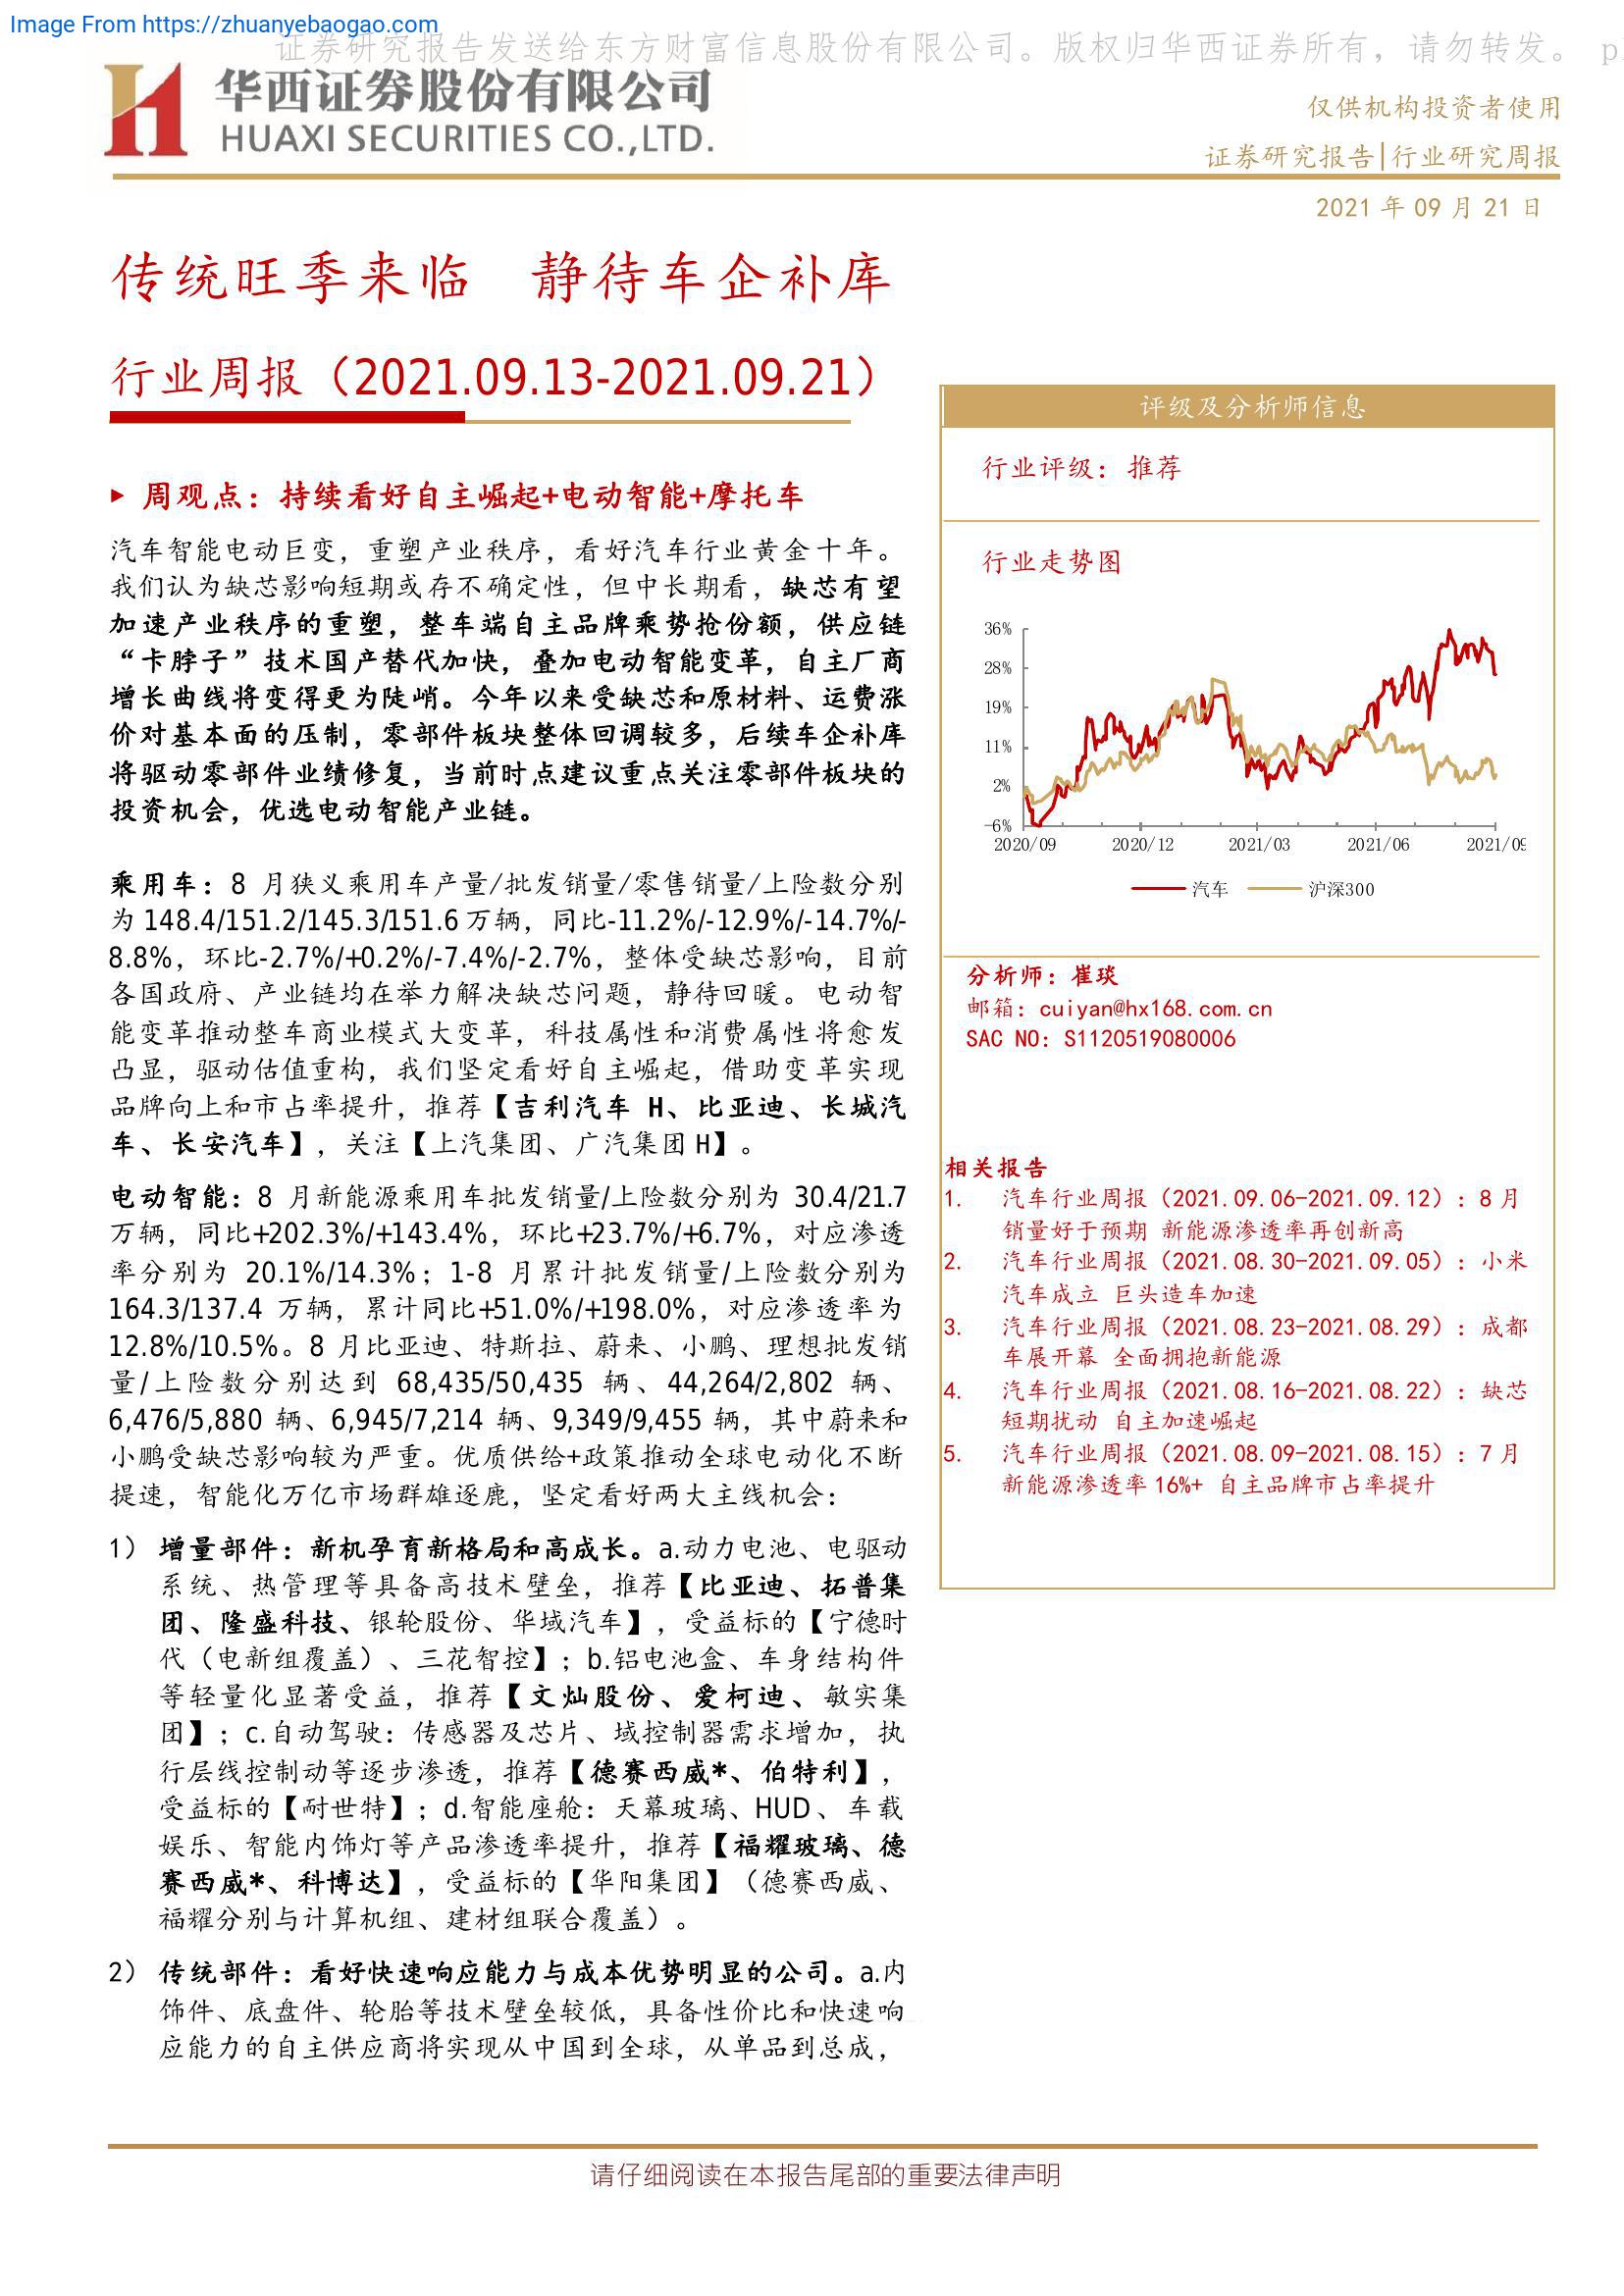 Image From https://zhuanyebaogao.com
证券研究报告发送给东方财富信息股份有限公司。版权归华西证券所有，请勿转发。 p
华西证券股份有限公司
HUAXI SECURITIES CO.,LTD.
仅供机构投资者使用
证券研究报告|行业研究周报
2021 年 09 月 21 日
传统旺季来临 静待车企补库
行业周报（2021.09.13-2021.09.21）
周观点：持续看好自主崛起+电动智能+摩托车
汽车智能电动巨变，重塑产业秩序，看好汽车行业黄金十年。
我们认为缺芯影响短期或存不确定性，但中长期看，缺芯有望
加速产业秩序的重塑，整车端自主品牌乘势抢份额，供应链
“卡脖子”技术国产替代加快，叠加电动智能变革，自主厂商
增长曲线将变得更为陡峭。今年以来受缺芯和原材料、运费涨
价对基本面的压制，零部件板块整体回调较多，后续车企补库
将驱动零部件业绩修复，当前时点建议重点关注零部件板块的
投资机会，优选电动智能产业链。
乘用车：8 月狭义乘用车产量/批发销量/零售销量/上险数分别
为 148.4/151.2/145.3/151.6 万辆，同比-11.2%/-12.9%/-14.7%/-
8.8%，环比-2.7%/+0.2%/-7.4%/-2.7%，整体受缺芯影响，目前
各国政府、产业链均在举力解决缺芯问题，静待回暖。电动智
能变革推动整车商业模式大变革，科技属性和消费属性将愈发
凸显，驱动估值重构，我们坚定看好自主崛起，借助变革实现
品牌向上和市占率提升，推荐【吉利汽车 H、比亚迪、长城汽
车、长安汽车】，关注【上汽集团、广汽集团 H】。
电动智能：8 月新能源乘用车批发销量/上险数分别为 30.4/21.7
万辆，同比+202.3%/+143.4%，环比+23.7%/+6.7%，对应渗透
率分别为 20.1%/14.3%；1-8 月累计批发销量/上险数分别为
164.3/137.4 万辆，累计同比+51.0%/+198.0%，对应渗透率为
12.8%/10.5%。8 月比亚迪、特斯拉、蔚来、小鹏、理想批发销
量/上险数分别达到 68,435/50,435 辆、44,264/2,802 辆、
6,476/5,880 辆、6,945/7,214 辆、9,349/9,455 辆，其中蔚来和
小鹏受缺芯影响较为严重。优质供给+政策推动全球电动化不断
提速，智能化万亿市场群雄逐鹿，坚定看好两大主线机会：
1） 增量部件：新机孕育新格局和高成长。a.动力电池、电驱动
系统、热管理等具备高技术壁垒，推荐【比亚迪、拓普集
团、隆盛科技、银轮股份、华域汽车】，受益标的【宁德时
代（电新组覆盖）、三花智控】；b.铝电池盒、车身结构件
等轻量化显著受益，推荐【文灿股份、爱柯迪、敏实集
团】；c.自动驾驶：传感器及芯片、域控制器需求增加，执
行层线控制动等逐步渗透，推荐【德赛西威*、伯特利】，
受益标的【耐世特】；d.智能座舱：天幕玻璃、HUD、车载
娱乐、智能内饰灯等产品渗透率提升，推荐【福耀玻璃、德
赛西威*、科博达】，受益标的【华阳集团】（德赛西威、
福耀分别与计算机组、建材组联合覆盖）。
2） 传统部件：看好快速响应能力与成本优势明显的公司。a.内
饰件、底盘件、轮胎等技术壁垒较低，具备性价比和快速响
应能力的自主供应商将实现从中国到全球，从单品到总成，
评级及分析师信息
行业评级：推荐
行业走势图
36%
28%
19%
11%
2%
-6%
2020/09 2020/12 2021/03 2021/06 2021/09
汽车 沪深300
分析师：崔琰
邮箱：cuiyan@hx168.com.cn
SAC NO：S1120519080006
相关报告
1. 汽车行业周报（2021.09.06-2021.09.12）：8 月
销量好于预期 新能源渗透率再创新高
2. 汽车行业周报（2021.08.30-2021.09.05）：小米
汽车成立 巨头造车加速
3. 汽车行业周报（2021.08.23-2021.08.29）：成都
车展开幕 全面拥抱新能源
4. 汽车行业周报（2021.08.16-2021.08.22）：缺芯
短期扰动 自主加速崛起
5. 汽车行业周报（2021.08.09-2021.08.15）：7 月
新能源渗透率 16%+ 自主品牌市占率提升
请仔细阅读在本报告尾部的重要法律声明